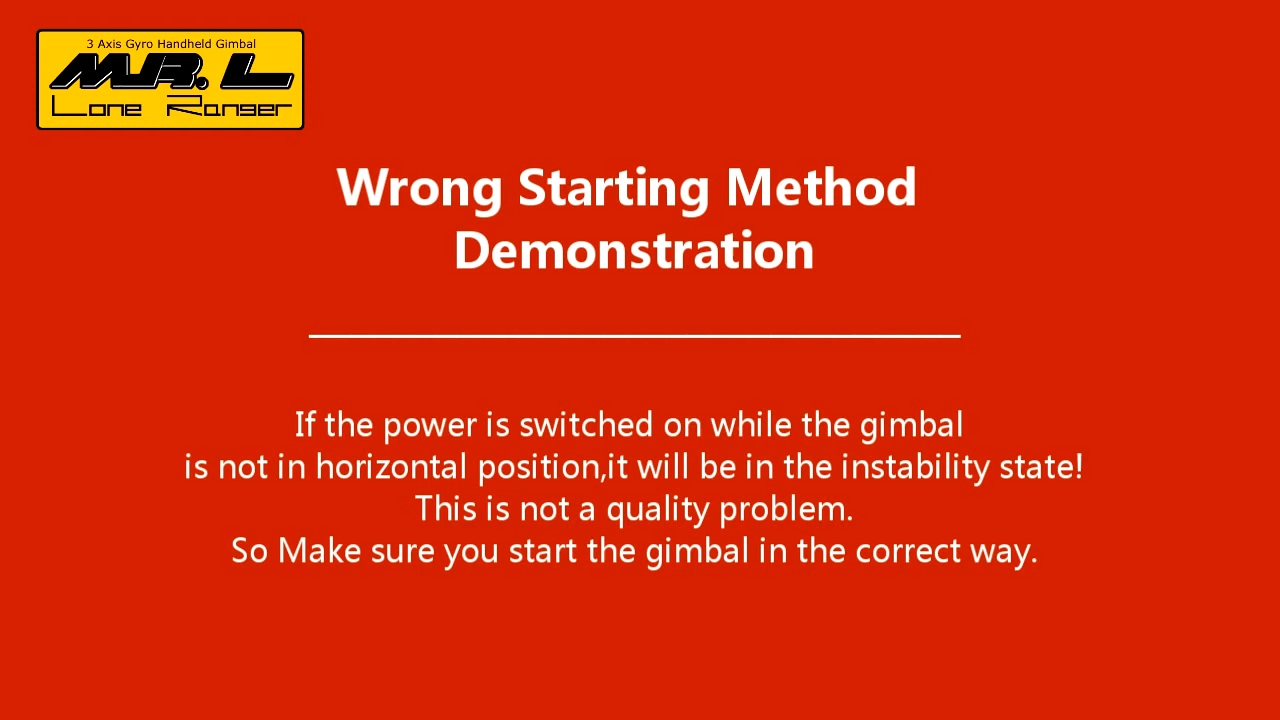 3 Axis Gyro Handheld Gimbal
MR. L
Lone Ranger
Wrong Starting Method
Demonstration
If the power is switched on while the gimbal
is not in horizontal position,it will be in the instability state!
This is not a quality problem.
So Make sure you start the gimbal in the correct way.